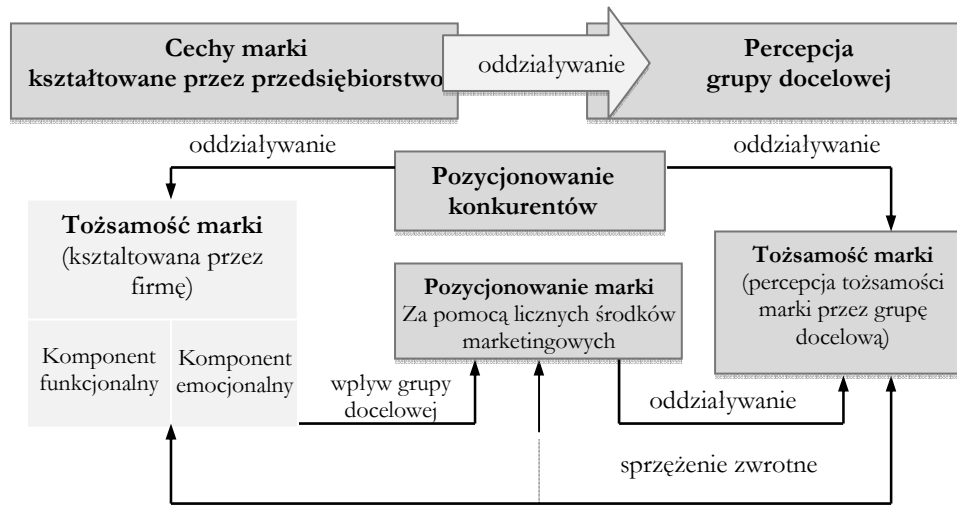 Cechy marki
kształtowane przez przedsiębiorstwo
oddziaływanie
Percepcja
grupy docelowej
oddziaływanie
oddziaływanie
Pozycjonowanie
konkurentów
Tożsamość marki
(kształtowana przez
firmę)
Tożsamość marki
(percepcja tożsamości
marki przez grupę
docelową)
Pozycjonowanie marki
Za pomocą licznych środków
marketingowych
Komponent
funkcjonalny
Komponent
emocjonalny
wpływ grupy
docelowej
oddziaływanie
sprzężenie zwrotne